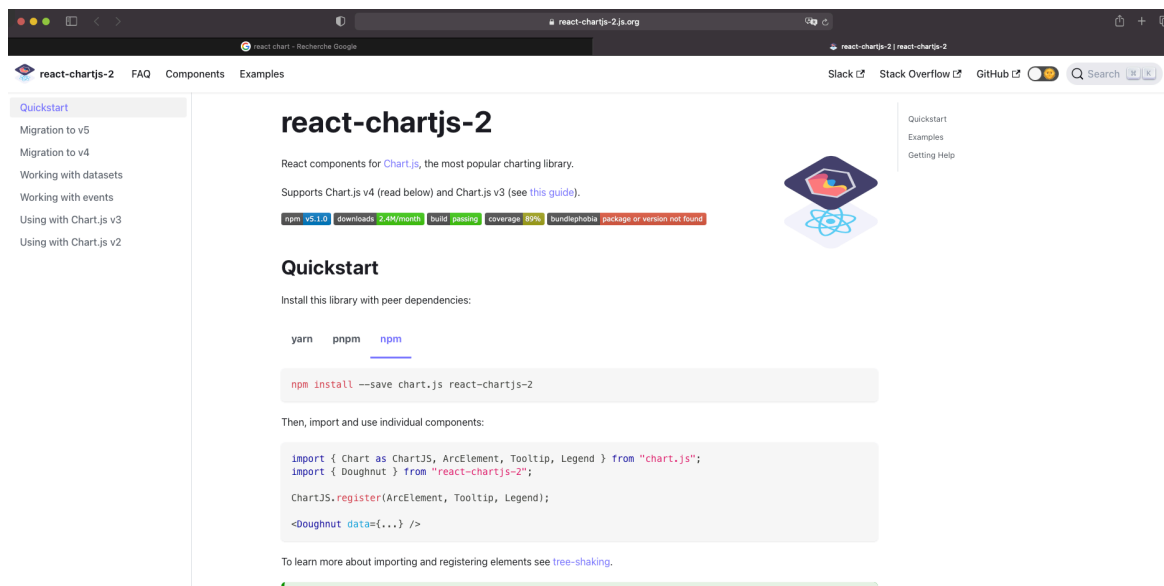 react-chartjs-2.js.org
react chart - Recherche Google
react-chartjs-2 | react-chartjs-2
react-chartjs-2 FAQ Components Examples
Slack Stack Overflow GitHub Search ⌘ K
Quickstart
Migration to v5
Migration to v4
Working with datasets
Working with events
Using with Chart.js v3
Using with Chart.js v2
react-chartjs-2
React components for Chart.js, the most popular charting library.
Supports Chart.js v4 (read below) and Chart.js v3 (see this guide).
npm v5.1.0 downloads 2.4M/month build passing coverage 89% bundlephobia package or version not found
Quickstart
Install this library with peer dependencies:
yarn pnpm npm
npm install --save chart.js react-chartjs-2
Then, import and use individual components:
import { Chart as ChartJS, ArcElement, Tooltip, Legend } from "chart.js";
import { Doughnut } from "react-chartjs-2";
ChartJS.register(ArcElement, Tooltip, Legend);
<Doughnut data={...} />
To learn more about importing and registering elements see tree-shaking.
Quickstart
Examples
Getting Help